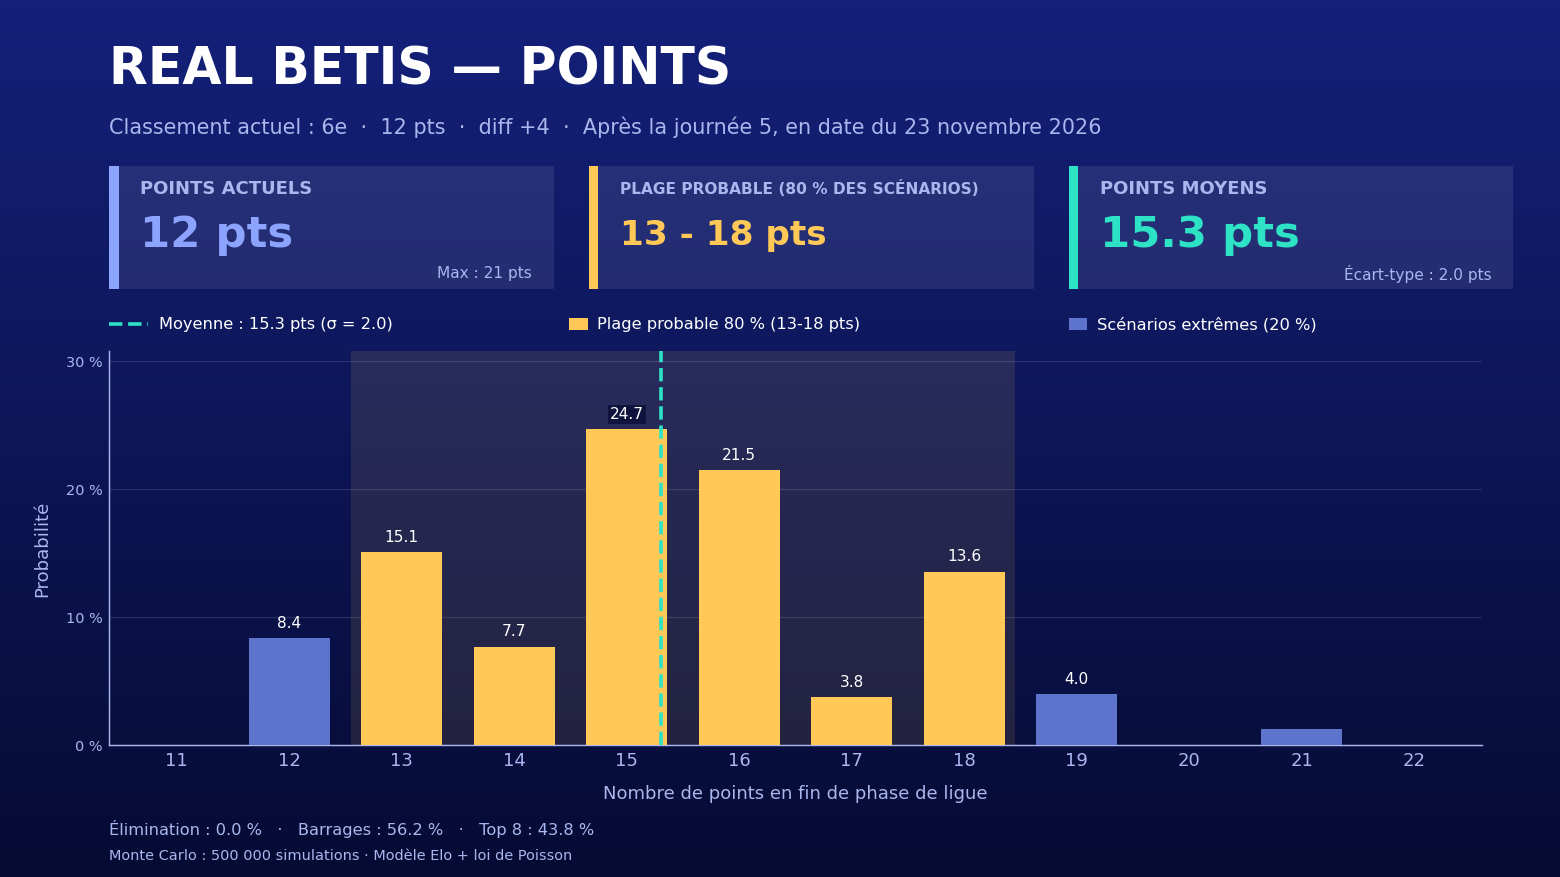 REAL BETIS — POINTS
Classement actuel : 6e · 12 pts · diff +4 · Après la journée 5, en date du 23 novembre 2026
POINTS ACTUELS
12 pts
Max : 21 pts
PLAGE PROBABLE (80 % DES SCÉNARIOS)
13 - 18 pts
POINTS MOYENS
15.3 pts
Écart-type : 2.0 pts
Moyenne : 15.3 pts (σ = 2.0)
Plage probable 80 % (13-18 pts)
Scénarios extrêmes (20 %)
Probabilité
30 %
20 %
10 %
0 %
8.4
15.1
7.7
24.7
21.5
3.8
13.6
4.0
11 12 13 14 15 16 17 18 19 20 21 22
Nombre de points en fin de phase de ligue
Élimination : 0.0 % · Barrages : 56.2 % · Top 8 : 43.8 %
Monte Carlo : 500 000 simulations · Modèle Elo + loi de Poisson